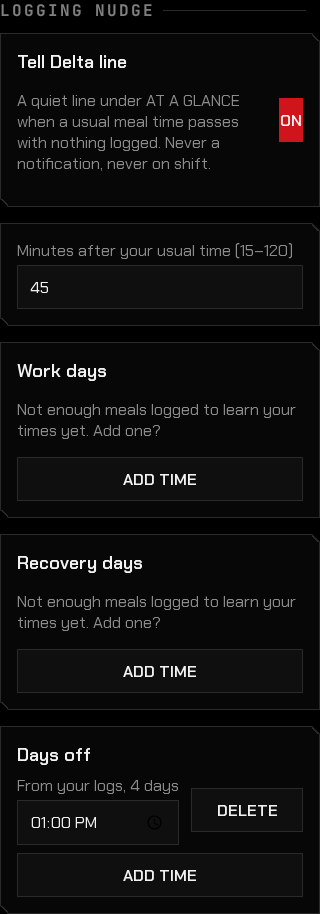 LOGGING NUDGE
Tell Delta line
A quiet line under AT A GLANCE
when a usual meal time passes
with nothing logged. Never a
notification, never on shift.
ON
Minutes after your usual time (15–120)
45
Work days
Not enough meals logged to learn your
times yet. Add one?
ADD TIME
Recovery days
Not enough meals logged to learn your
times yet. Add one?
ADD TIME
Days off
From your logs, 4 days
01:00 PM
DELETE
ADD TIME